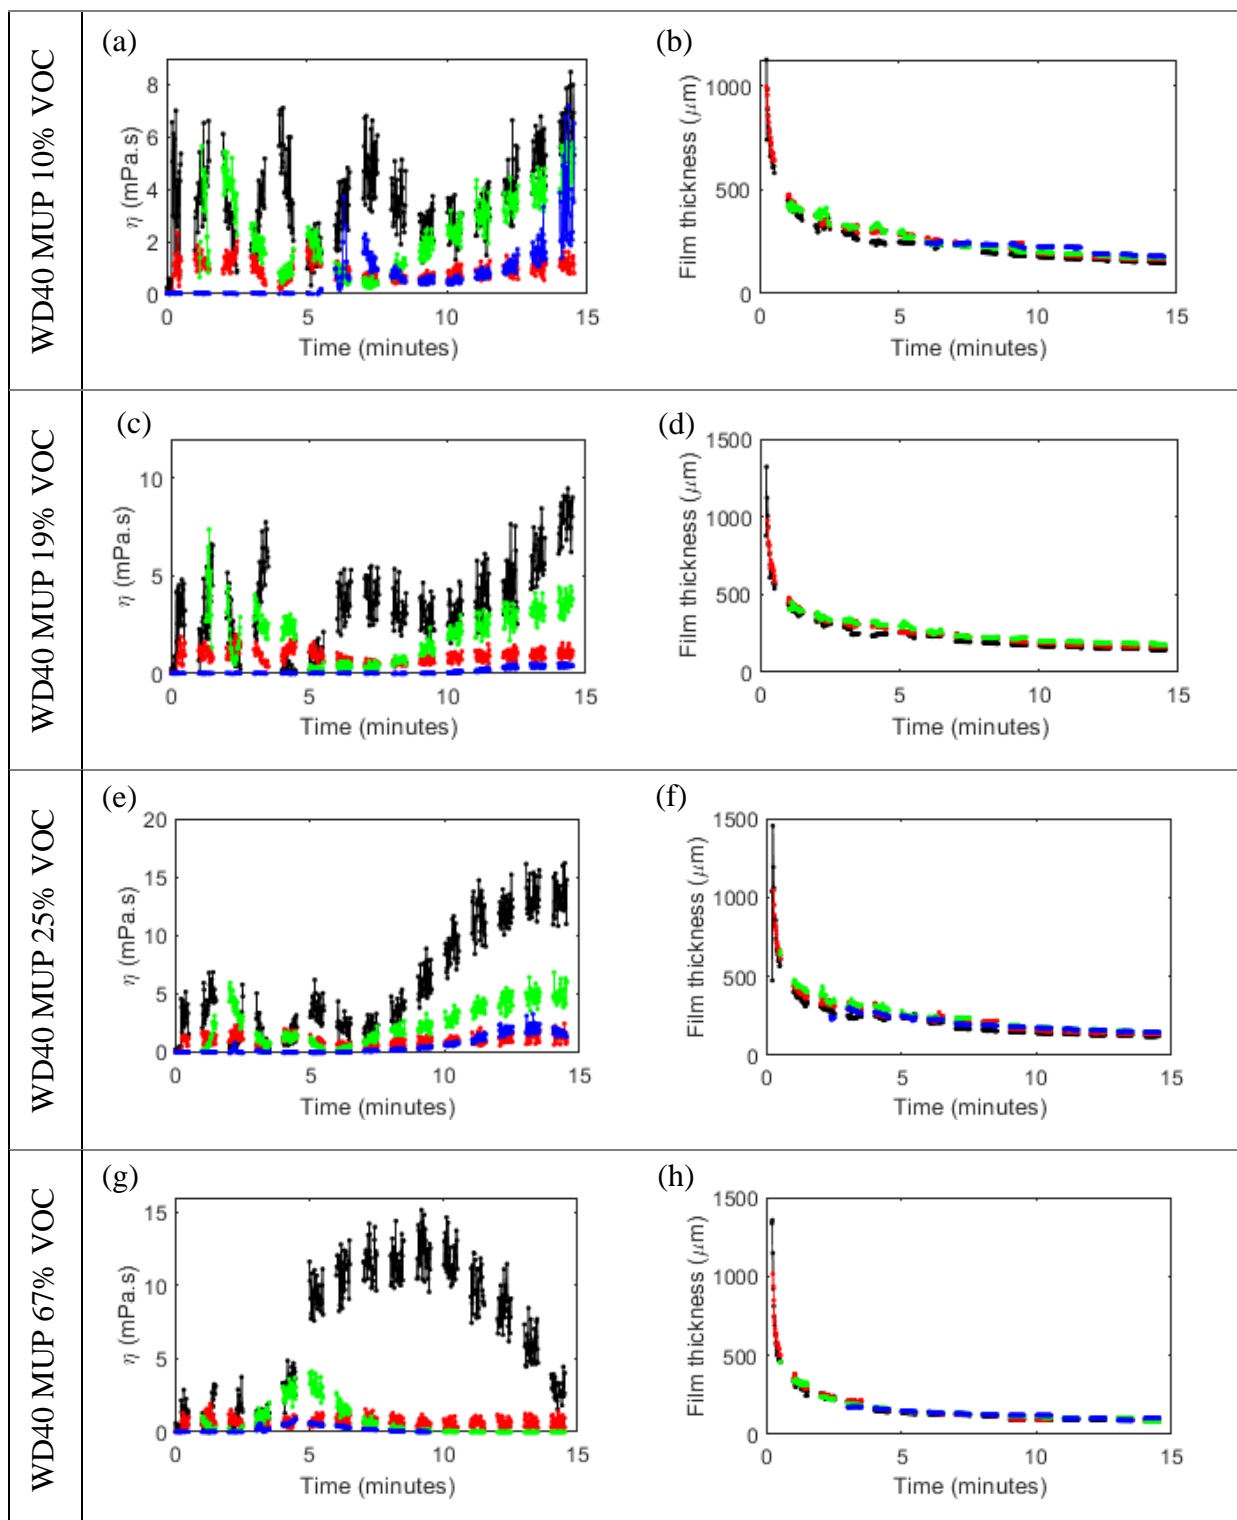 WD40 MUP 10% VOC
(a)
8
6
4
2
0
η (mPa.s)
0 5 10 15
Time (minutes)
(b)
1000
500
0
Film thickness (μm)
0 5 10 15
Time (minutes)
WD40 MUP 19% VOC
(c)
10
5
0
η (mPa.s)
0 5 10 15
Time (minutes)
(d)
1500
1000
500
0
Film thickness (μm)
0 5 10 15
Time (minutes)
WD40 MUP 25% VOC
(e)
20
15
10
5
0
η (mPa.s)
0 5 10 15
Time (minutes)
(f)
1500
1000
500
0
Film thickness (μm)
0 5 10 15
Time (minutes)
WD40 MUP 67% VOC
(g)
15
10
5
0
η (mPa.s)
0 5 10 15
Time (minutes)
(h)
1500
1000
500
0
Film thickness (μm)
0 5 10 15
Time (minutes)